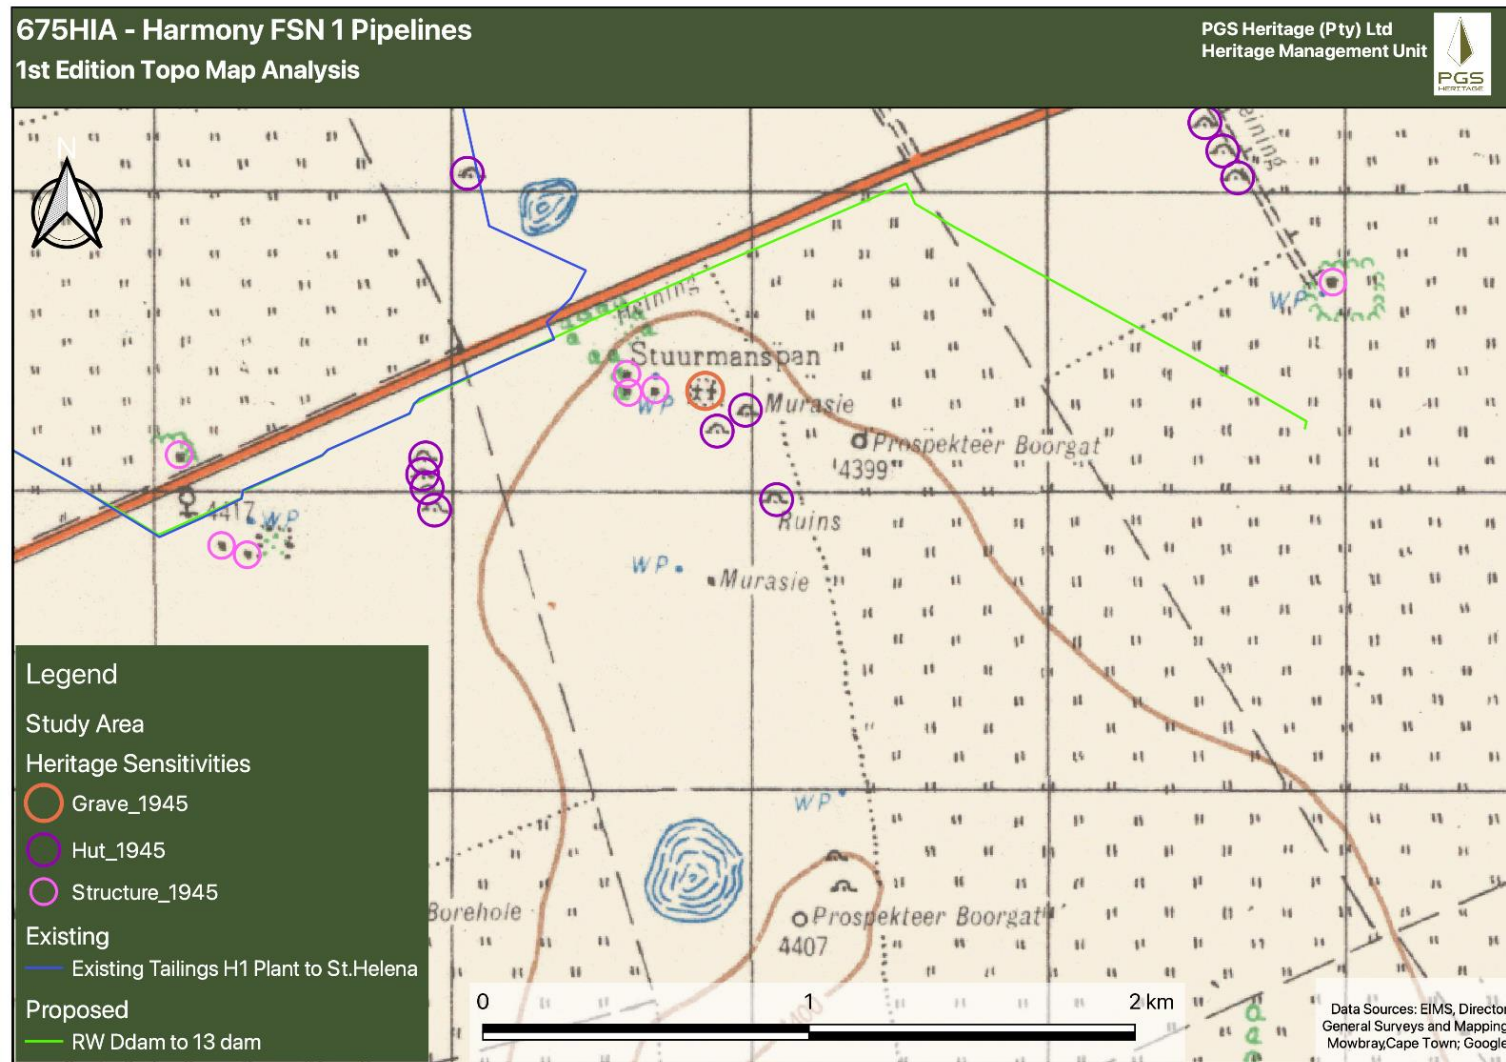 675HIA - Harmony FSN 1 Pipelines
1st Edition Topo Map Analysis
PGS Heritage (Pty) Ltd
Heritage Management Unit
PGS
HERITAGE
N
eining
WP
Heining
Stuurmanspan
WP
Murasie
Prospekteer Boorgat
4399
4417
WP
Ruins
WP
Murasie
WP
Borehole
Prospekteer Boorgat
4407
Legend
Study Area
Heritage Sensitivities
Grave_1945
Hut_1945
Structure_1945
Existing
Existing Tailings H1 Plant to St.Helena
Proposed
RW Ddam to 13 dam
0 1 2 km
Data Sources: EIMS, Director
General Surveys and Mapping
Mowbray,Cape Town; Google